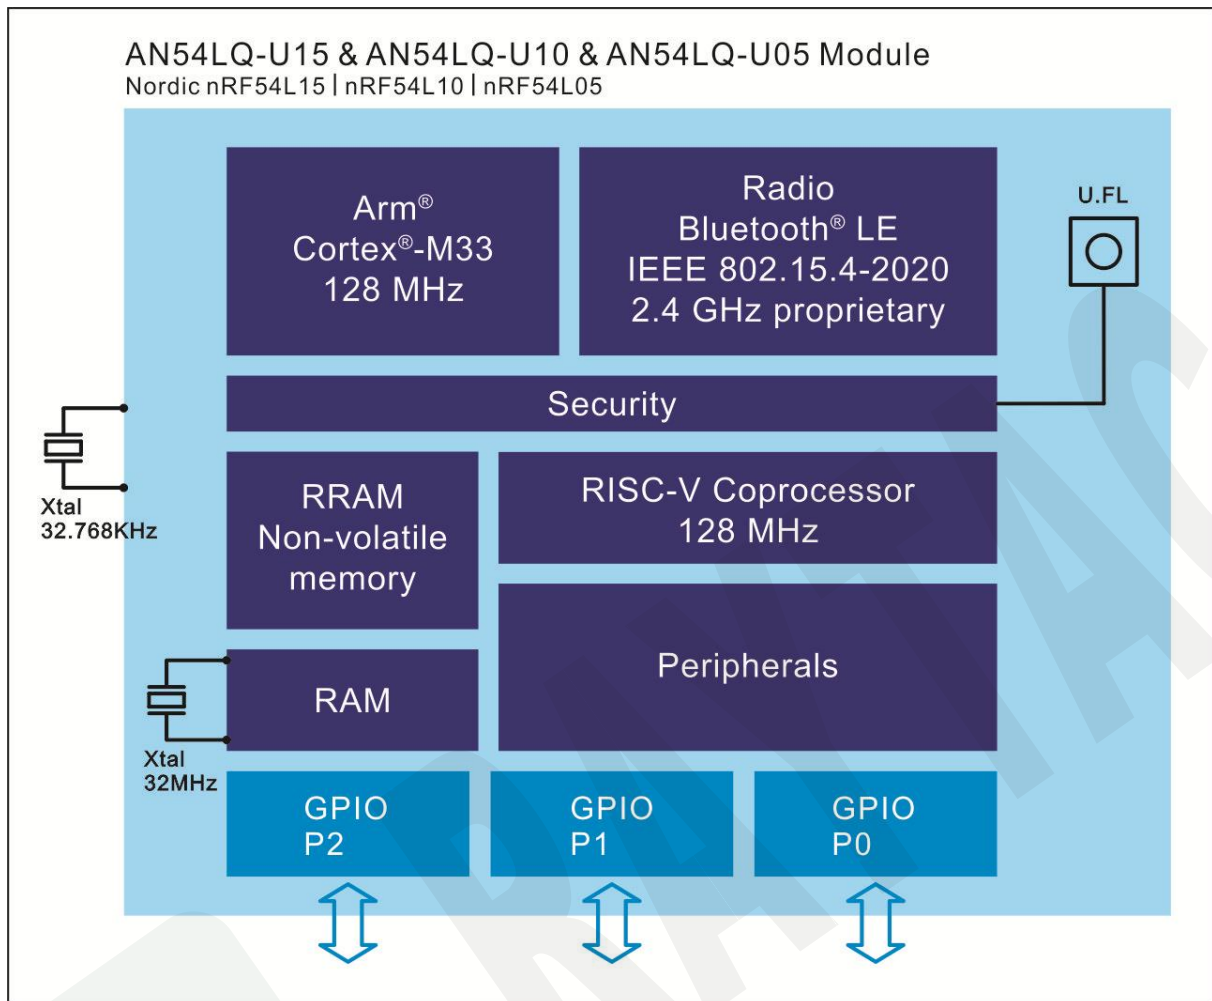 AN54LQ-U15 & AN54LQ-U10 & AN54LQ-U05 Module
Nordic nRF54L15 | nRF54L10 | nRF54L05
Arm®
Cortex®-M33
128 MHz
Radio
Bluetooth® LE
IEEE 802.15.4-2020
2.4 GHz proprietary
U.FL
Security
Xtal
32.768KHz
RRAM
Non-volatile
memory
RISC-V Coprocessor
128 MHz
Peripherals
RAM
Xtal
32MHz
GPIO
P2
GPIO
P1
GPIO
P0
RAYTAC